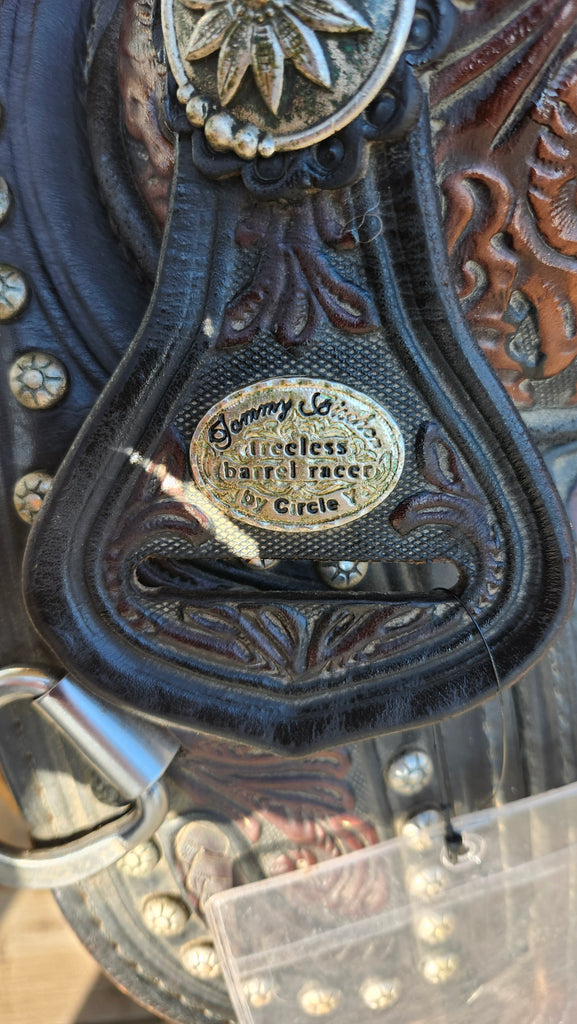 Tammy Fischer
treeless
barrel racer
by Circle Y